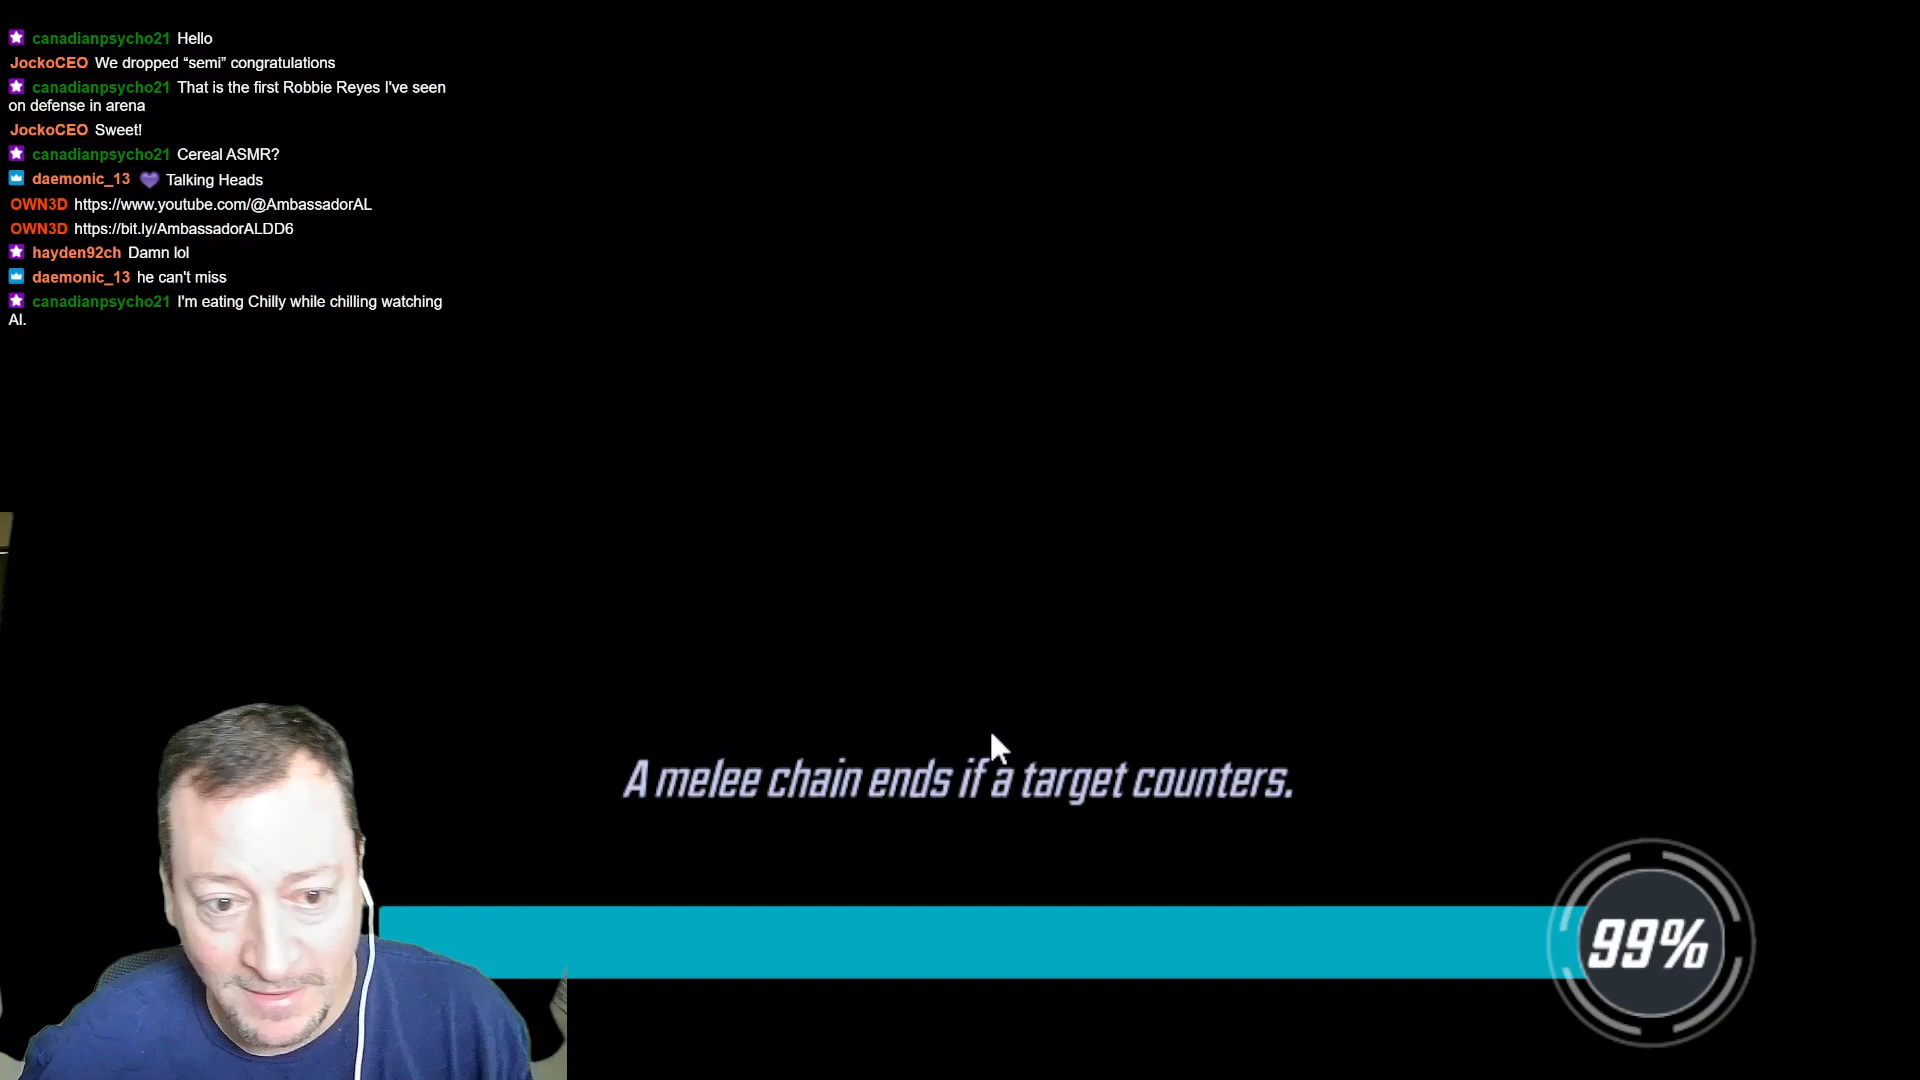 canadianpsycho21 Hello
JockoCEO We dropped “semi” congratulations
canadianpsycho21 That is the first Robbie Reyes I've seen
on defense in arena
JockoCEO Sweet!
canadianpsycho21 Cereal ASMR?
daemonic_13 Talking Heads
OWN3D https://www.youtube.com/@AmbassadorAL
OWN3D https://bit.ly/AmbassadorALDD6
hayden92ch Damn lol
daemonic_13 he can't miss
canadianpsycho21 I'm eating Chilly while chilling watching
Al.
A melee chain ends if a target counters.
99%